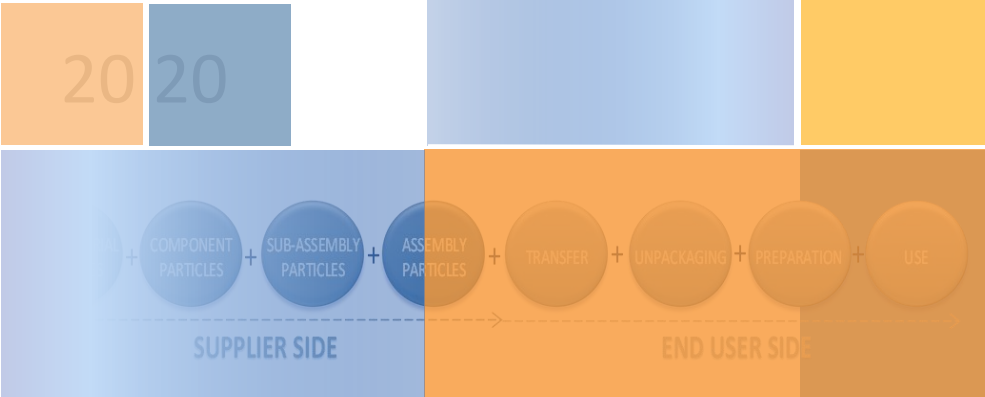 20 20
COMPONENT
PARTICLES
+
SUB-ASSEMBLY
PARTICLES
+
ASSEMBLY
PARTICLES
+
TRANSFER
+
UNPACKAGING
+
PREPARATION
+
USE
SUPPLIER SIDE
END USER SIDE